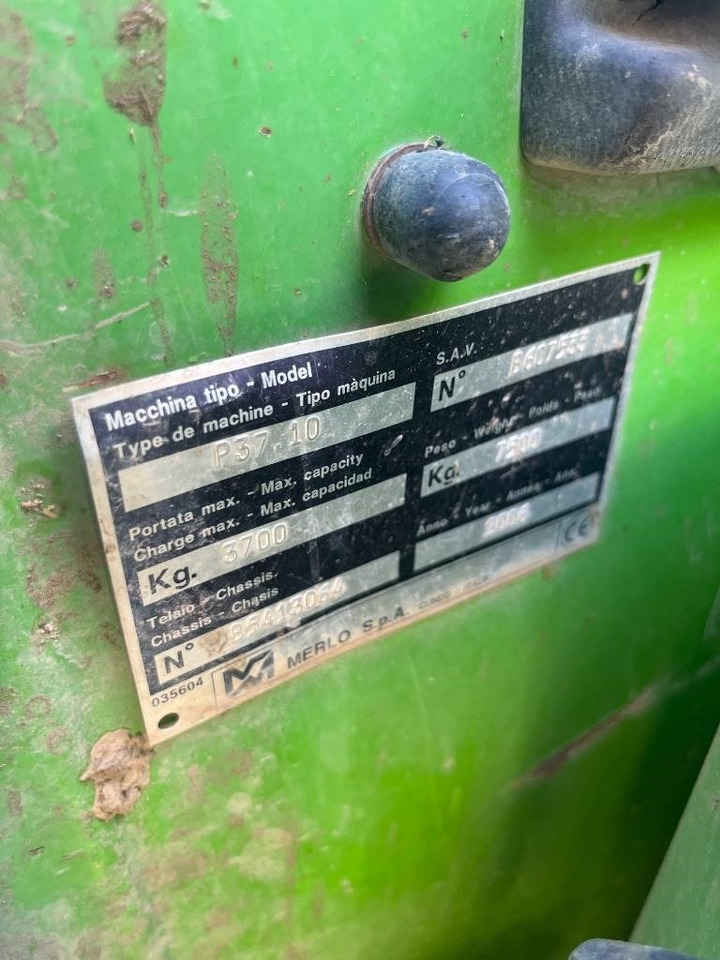 Macchina tipo - Model
Type de machine - Tipo màquina
P37.10
S.A.V.
N°
Portata max. - Max. capacity
Charge max. - Max. capacidad
Kg. 3700
Peso - Weight - Poids - Peso
Kg. 7500
Telaio - Chassis.
Chassis - Chasis
N°
Anno - Year - Année - Año
2006
035604
MERLO S.p.A.
CE